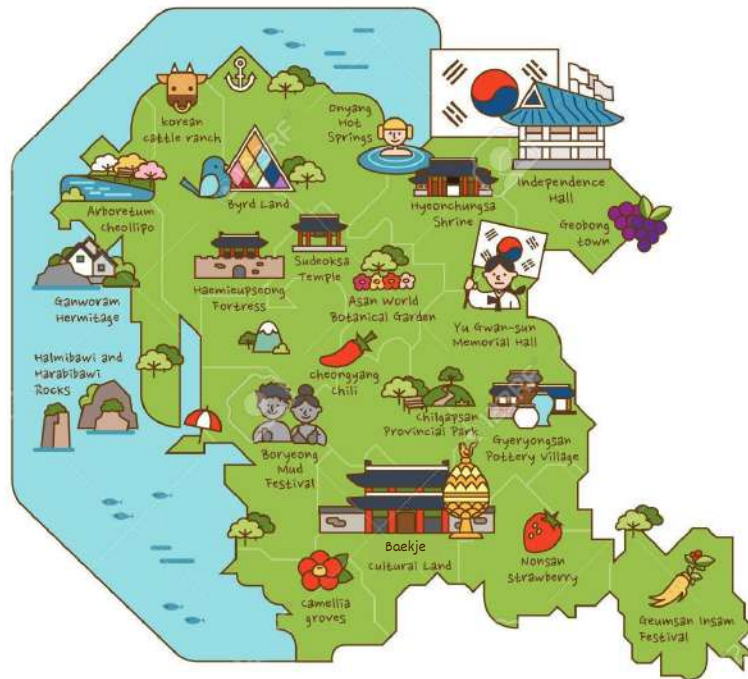 korean
cattle ranch
Onyang
Hot
Springs
Independence
Hall
Byrd Land
Hyeonchungsa
Shrine
Arboretum
Cheollipo
Geobong
town
Sudeoksa
Temple
Haemieupseong
Fortress
Asan World
Botanical Garden
Ganworam
Hermitage
Yu Gwan-sun
Memorial Hall
Halmibawi and
Harabibawi
Rocks
Cheongyang
Chili
Chilgapsan
Provincial Park
Gyeryongsan
Pottery Village
Boryeong
Mud
Festival
Baekje
Cultural Land
Nonsan
Strawberry
Camellia
groves
Geumsan Insam
Festival